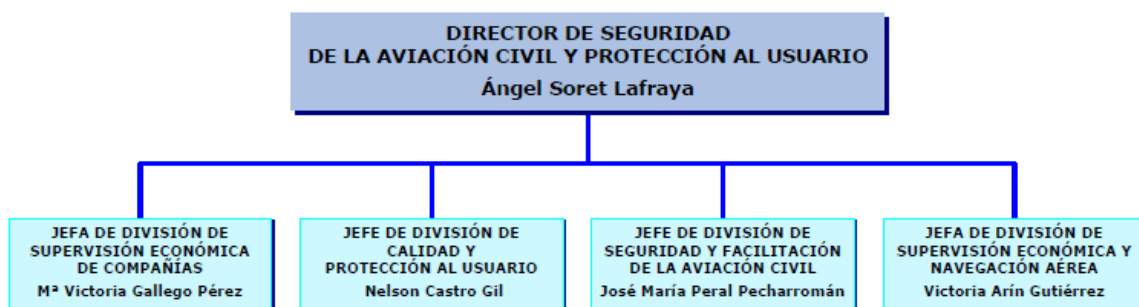 DIRECTOR DE SEGURIDAD
DE LA AVIACIÓN CIVIL Y PROTECCIÓN AL USUARIO
Ángel Soret Lafraya
JEFA DE DIVISIÓN DE
SUPERVISIÓN ECONÓMICA
DE COMPAÑÍAS
Mª Victoria Gallego Pérez
JEFE DE DIVISIÓN DE
CALIDAD Y
PROTECCIÓN AL USUARIO
Nelson Castro Gil
JEFE DE DIVISIÓN DE
SEGURIDAD Y FACILITACIÓN
DE LA AVIACIÓN CIVIL
José María Peral Pecharromán
JEFA DE DIVISIÓN DE
SUPERVISIÓN ECONÓMICA Y
NAVEGACIÓN AÉREA
Victoria Arín Gutiérrez